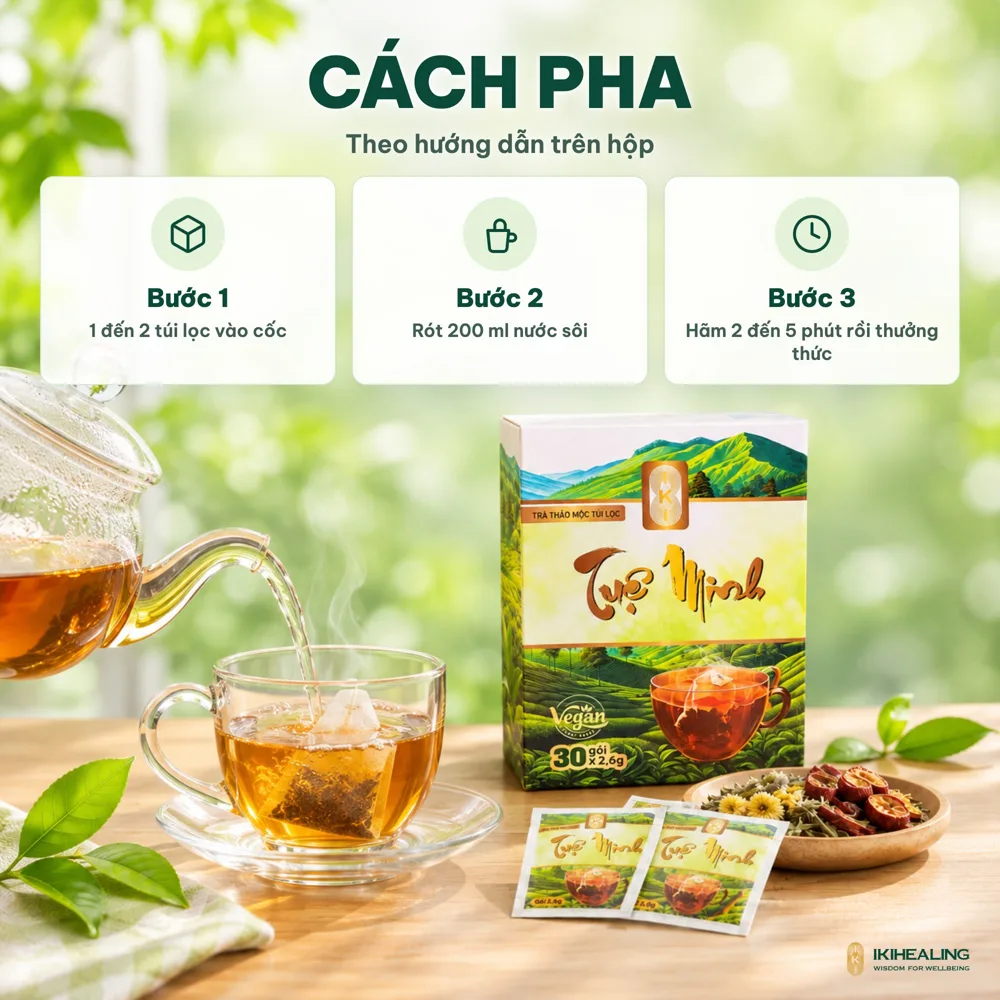 CÁCH PHA
Theo hướng dẫn trên hộp
Bước 1
1 đến 2 túi lọc vào cốc
Bước 2
Rót 200 ml nước sôi
Bước 3
Hãm 2 đến 5 phút rồi thưởng
thức
IKI
TRÀ THẢO MỘC TÚI LỌC
Tuệ Minh
Vegan
30 gói
x 2,6g
Tuệ Minh
Tuệ Minh
IKIHEALING
WISDOM FOR WELLBEING